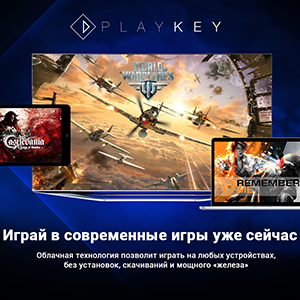 PLAYKEY
WORLD OF
WARPLANES
Castlevania
REMEMBER
Играй в современные игры уже сейчас
Облачная технология позволит играть на любых устройствах,
без установок, скачиваний и мощного «железа»